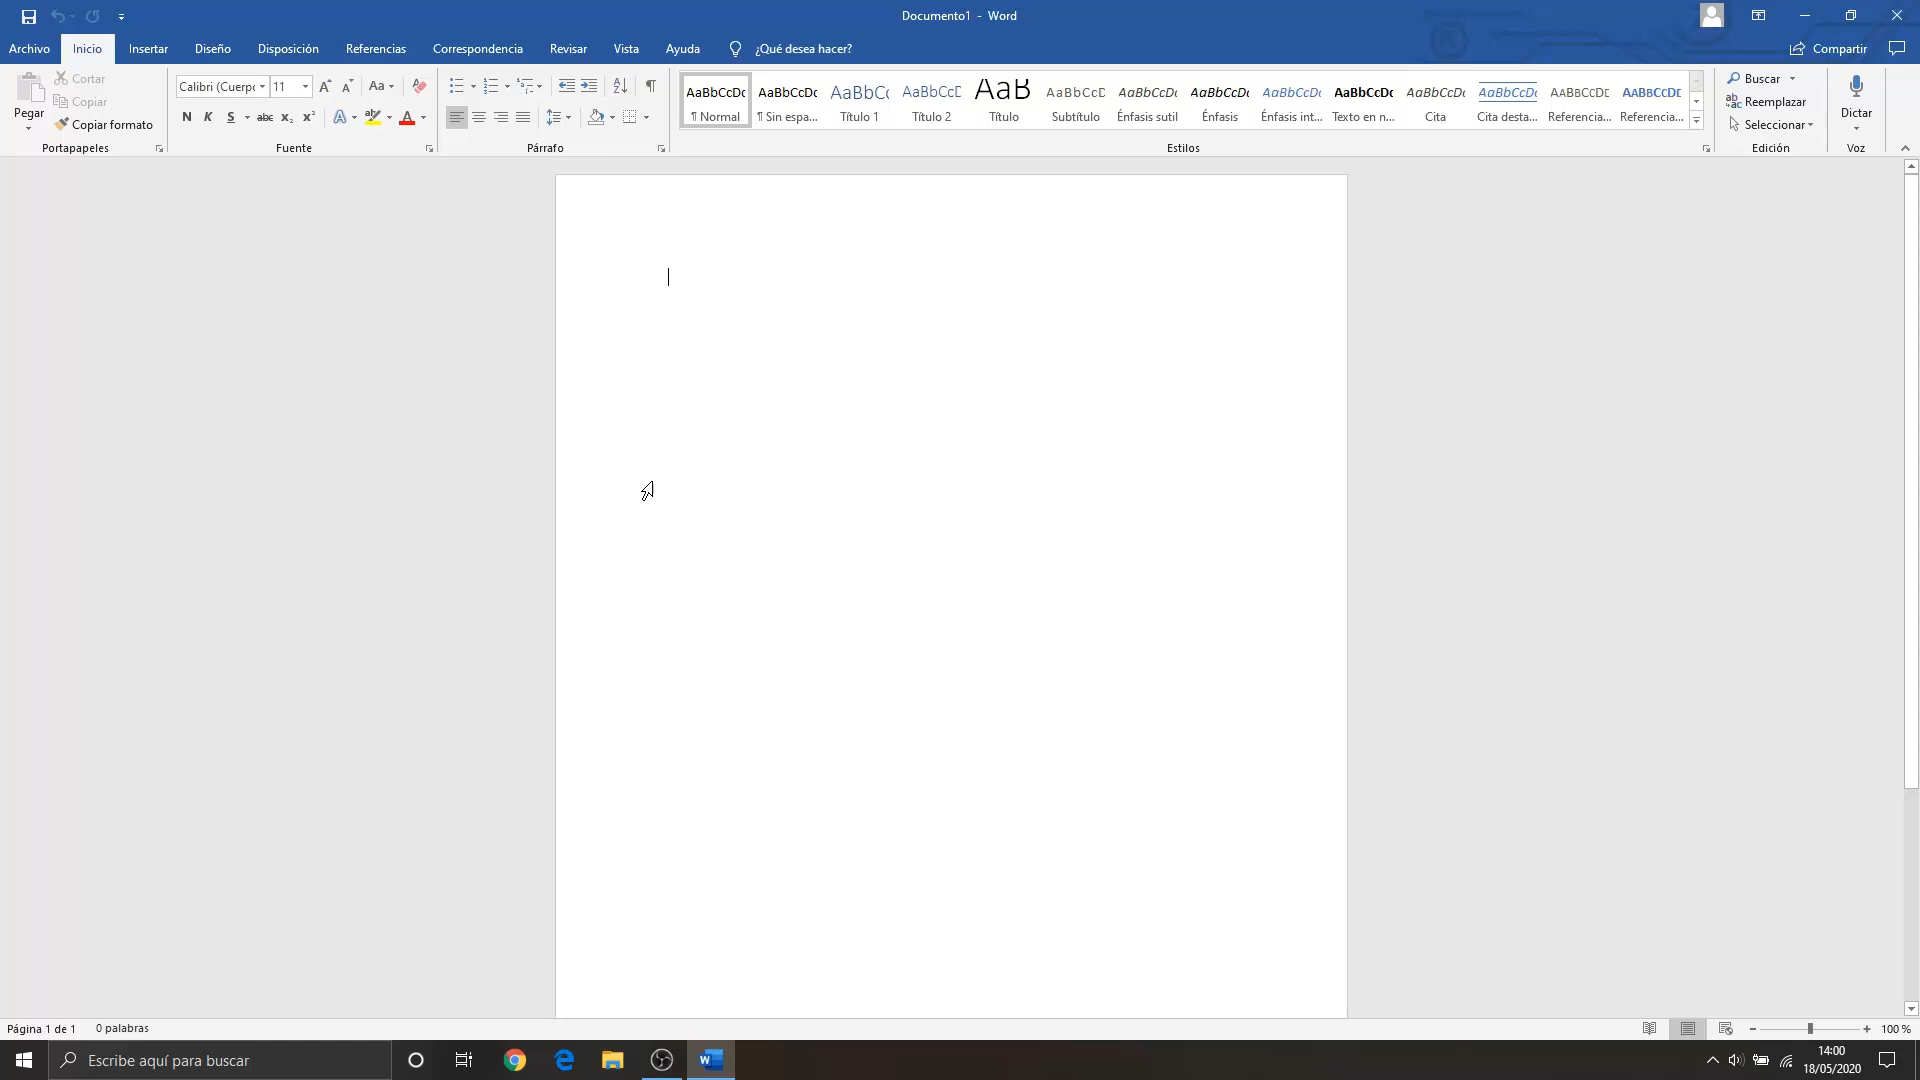 Documento1 - Word
Archivo Inicio Insertar Diseño Disposición Referencias Correspondencia Revisar Vista Ayuda ¿Qué desea hacer? Compartir
Pegar
Cortar
Copiar
Copiar formato
Portapapeles
Calibri (Cuerpo 11 Aa
N K S abc x₂ x² A aby A
Fuente
Párrafo
AaBbCcDc AaBbCcDc AaBbCc AaBbCcD AaB AaBbCcD AaBbCcDc AaBbCcDc AaBbCcDc AaBbCcDc AaBbCcDc AaBbCcDc AABBCCDE AABBCCDE
¶ Normal ¶ Sin espa... Título 1 Título 2 Título Subtítulo Énfasis sutil Énfasis Énfasis int... Texto en n... Cita Cita desta... Referencia... Referencia...
Estilos
Buscar
Reemplazar
Seleccionar
Edición
Dictar
Voz
Página 1 de 1 0 palabras
100 %
Escribe aquí para buscar
14:00
18/05/2020